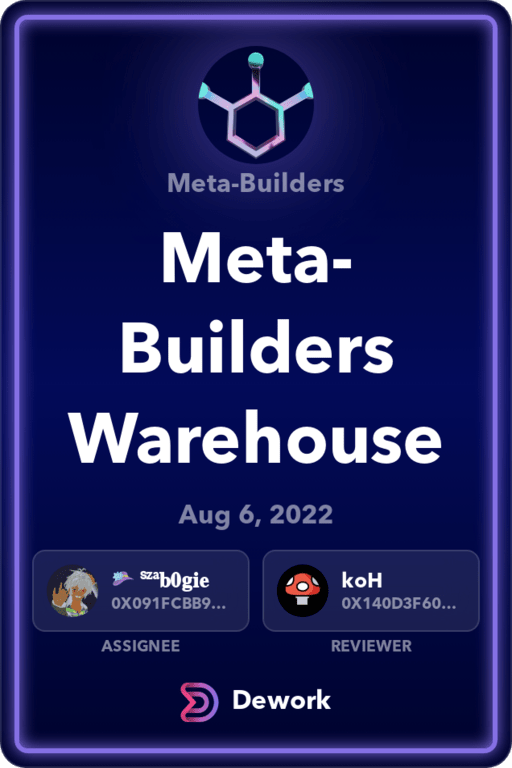 Meta-Builders
Meta-
Builders
Warehouse
Aug 6, 2022
ˢᶻᵃb0gie
0X091FCBB9...
koH
0X140D3F60...
ASSIGNEE
REVIEWER
Dework